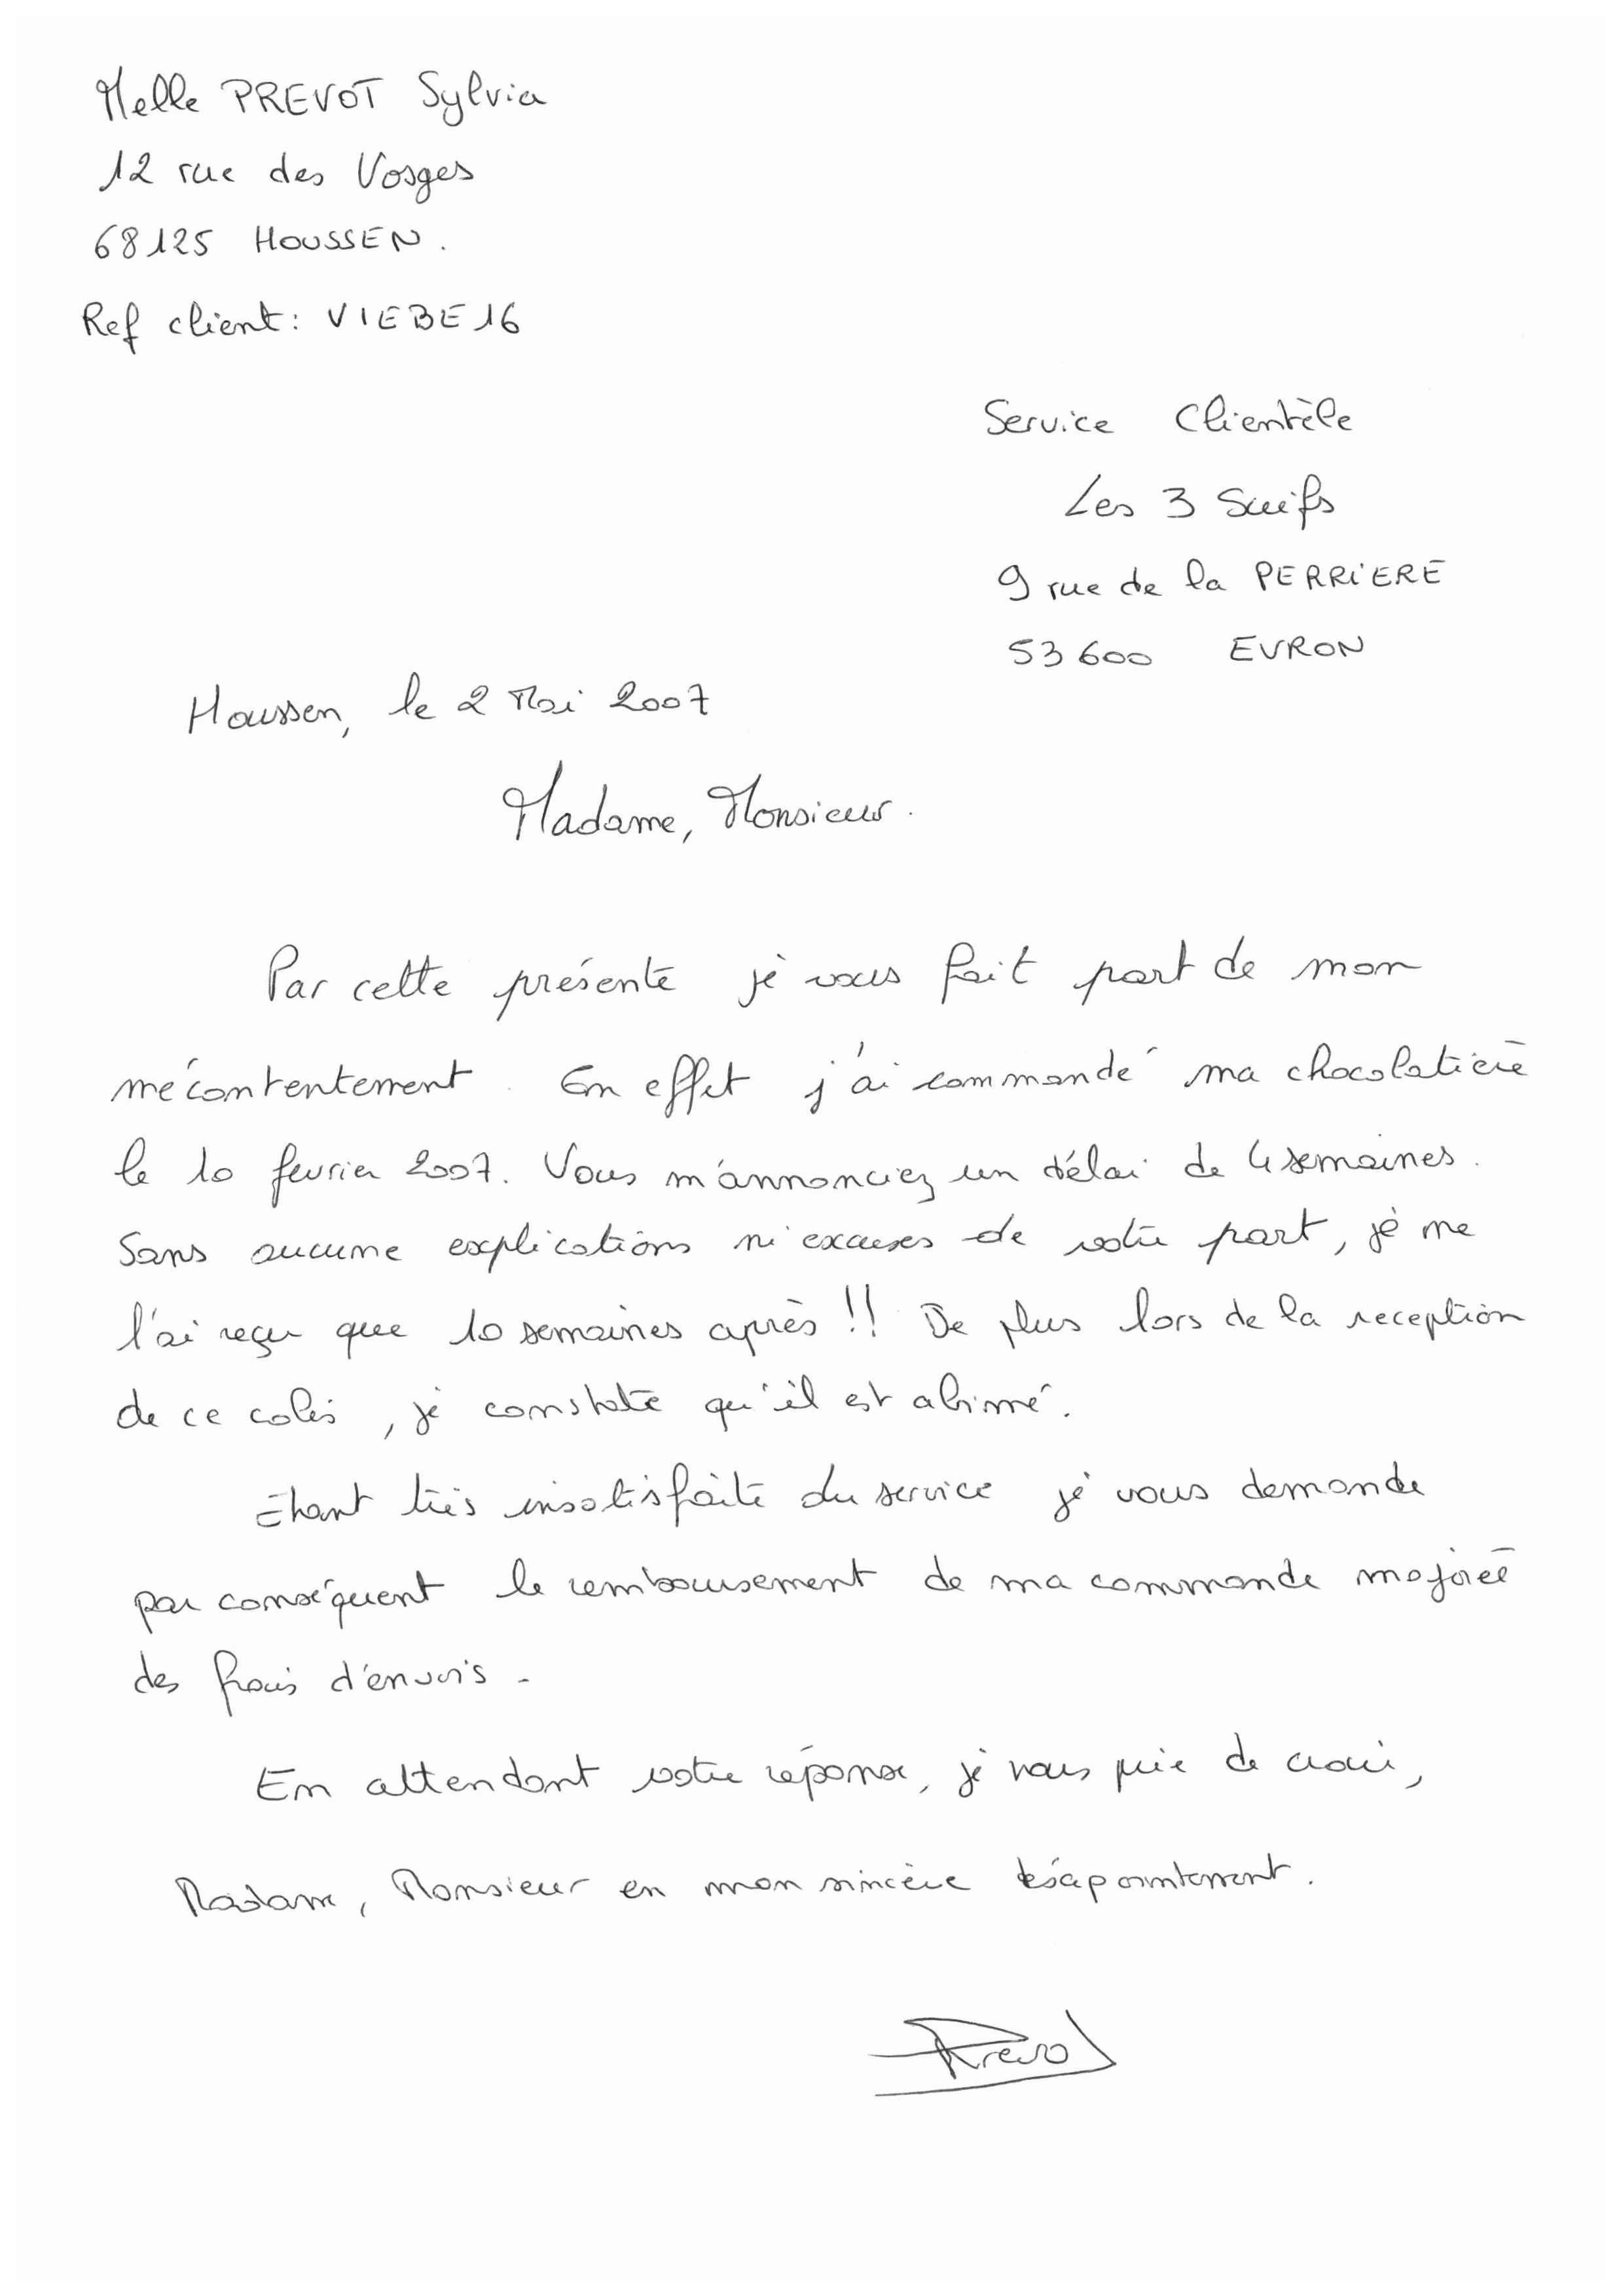 Melle PREVOT Sylvia
12 rue des Vosges
68125 HOUSSEN.
Ref client: VIEBE16
Service Clientèle
Les 3 Suifs
9 rue de la PERRIERE
53600 EVRON
Houssen, le 2 Mai 2007
Madame, Monsieur.
Par cette présente je vous fait part de mon
mécontentement. En effet j'ai commandé ma chocolatière
le 10 fevrier 2007. Vous m'annonciez un délai de 4 semaines.
Sans aucune explications ni excuses de votre part, je ne
l'ai reçu que 10 semaines après !! De plus lors de la reception
de ce colis, je constate qu'il est abimé.
Etant très insatisfaite du service je vous demande
par conséquent le remboursement de ma commande majorée
des frais d'envois.
En attendant votre réponse, je vous prie de croire,
Madame, Monsieur en mon sincère désapointement.
Prevot